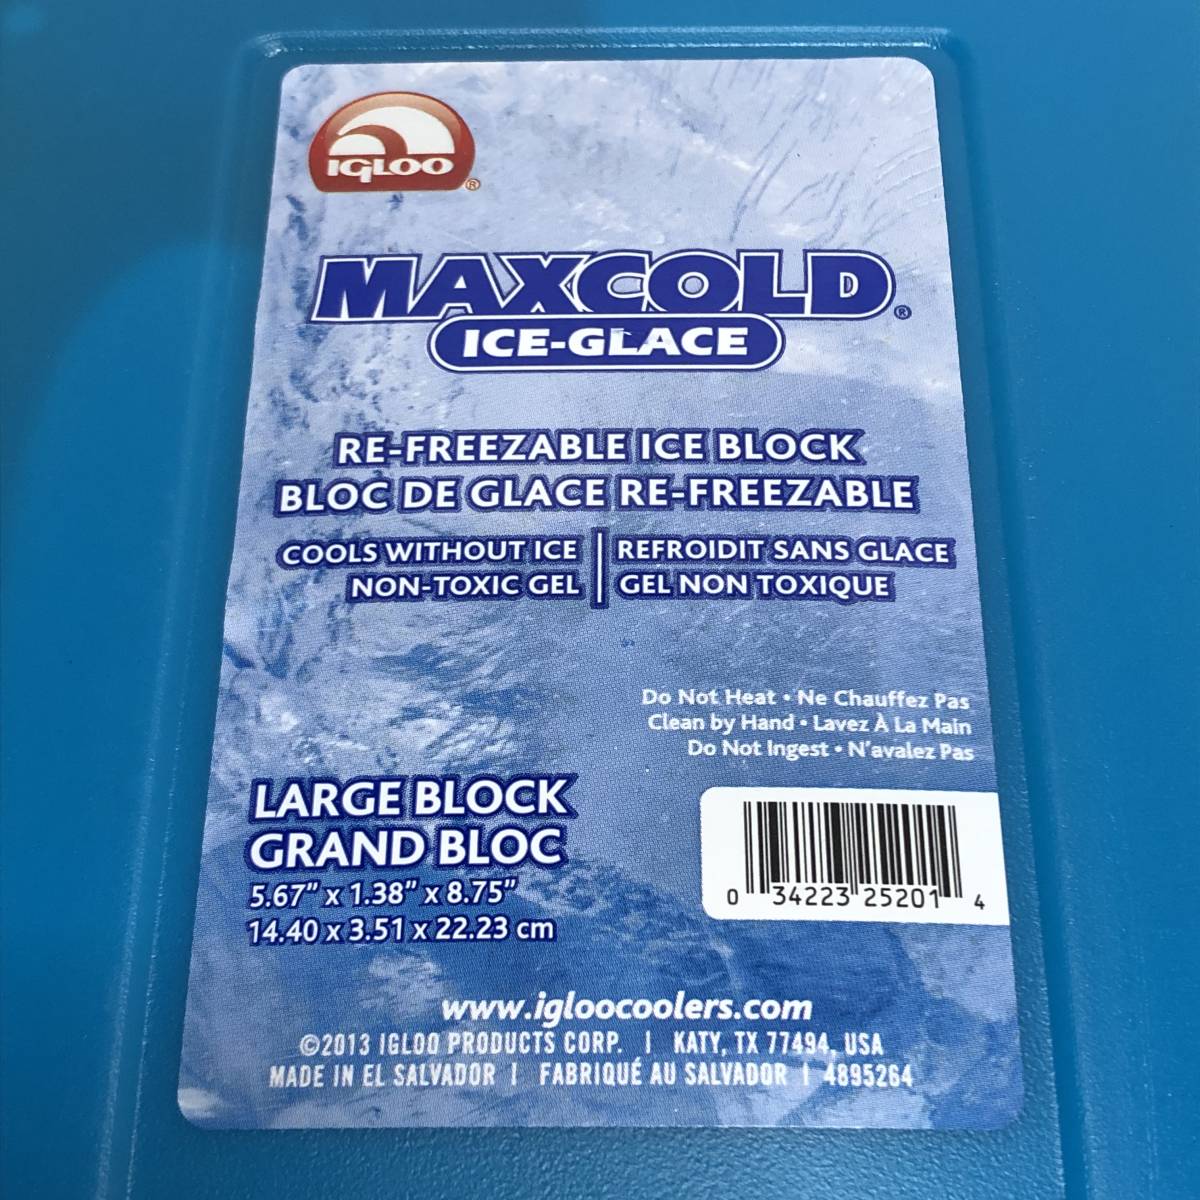 IGLOO®
MAXCOLD®
ICE-GLACE
RE-FREEZABLE ICE BLOCK
BLOC DE GLACE RE-FREEZABLE
COOLS WITHOUT ICE | REFROIDIT SANS GLACE
NON-TOXIC GEL | GEL NON TOXIQUE
Do Not Heat • Ne Chauffez Pas
Clean by Hand • Lavez À La Main
Do Not Ingest • N'avalez Pas
LARGE BLOCK
GRAND BLOC
5.67" x 1.38" x 8.75"
14.40 x 3.51 x 22.23 cm
0 34223 25201 4
www.igloocoolers.com
©2013 IGLOO PRODUCTS CORP. | KATY, TX 77494, USA
MADE IN EL SALVADOR | FABRIQUÉ AU SALVADOR | 4895264